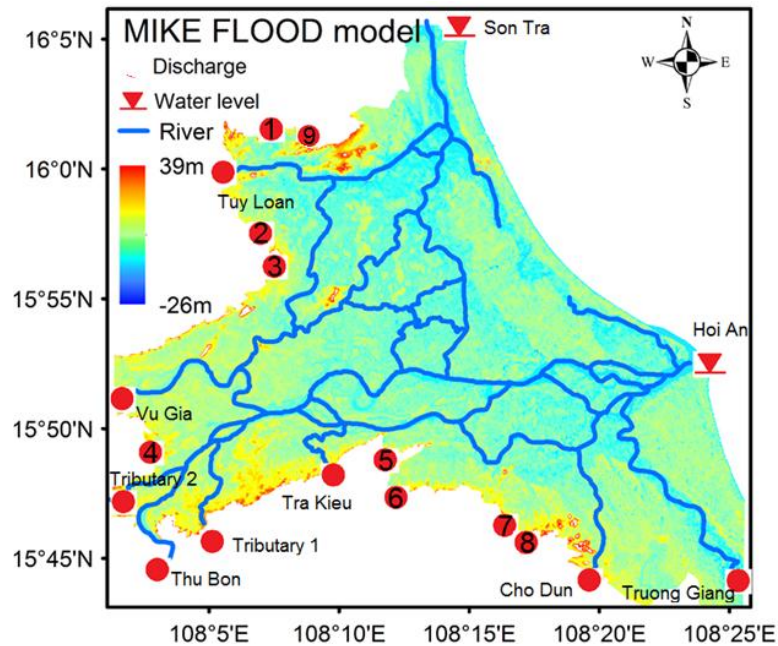 MIKE FLOOD model
Discharge
Water level
River
39m
-26m
Son Tra
N
W E
S
1
9
Tuy Loan
2
3
Hoi An
Vu Gia
4
Tributary 2
5
6
Tra Kieu
7
8
Tributary 1
Thu Bon
Cho Dun
Truong Giang
16°5'N
16°0'N
15°55'N
15°50'N
15°45'N
108°5'E
108°10'E
108°15'E
108°20'E
108°25'E